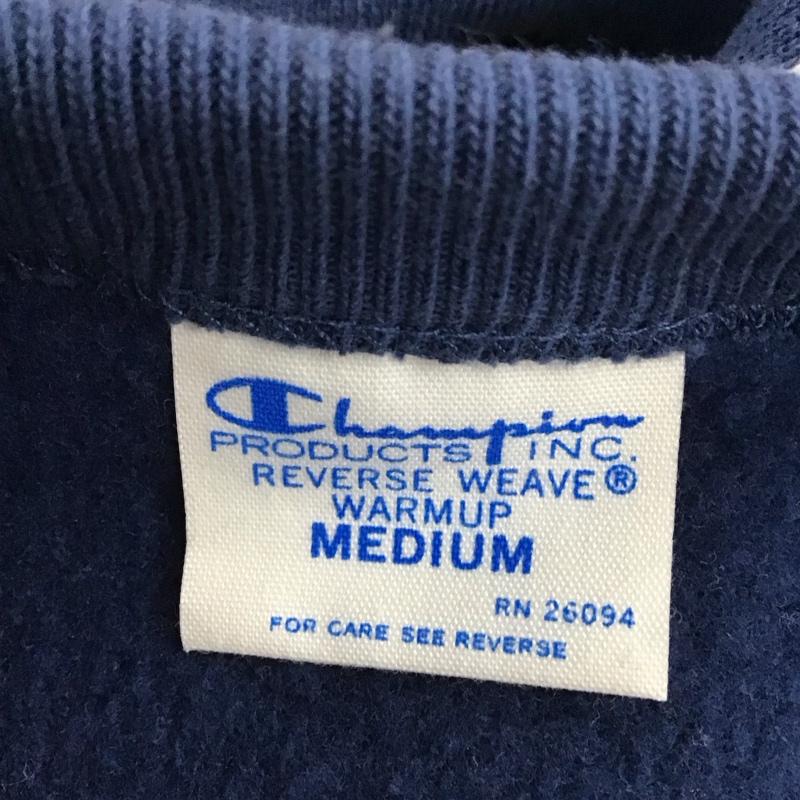 Champion
PRODUCTS INC.
REVERSE WEAVE®
WARMUP
MEDIUM
RN 26094
FOR CARE SEE REVERSE